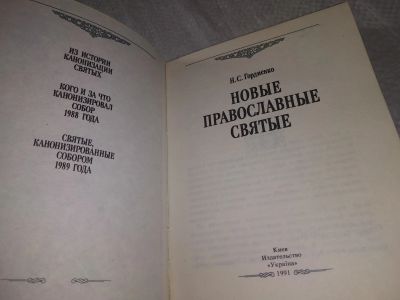 ИЗ ИСТОРИИ
КАНОНИЗАЦИИ
СВЯТЫХ
КОГО И ЗА ЧТО
КАНОНИЗИРОВАЛ
СОБОР
1988 ГОДА
СВЯТЫЕ,
КАНОНИЗИРОВАННЫЕ
СОБОРОМ
1989 ГОДА
Н. С. Гордиенко
НОВЫЕ
ПРАВОСЛАВНЫЕ
СВЯТЫЕ
Киев
Издательство
«Україна»
1991